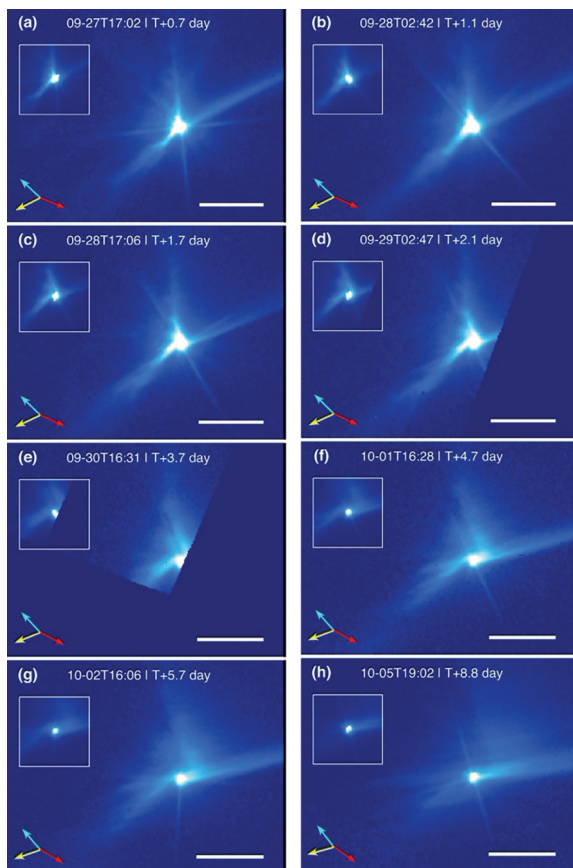 (a) 09-27T17:02 | T+0.7 day
(b) 09-28T02:42 | T+1.1 day
(c) 09-28T17:06 | T+1.7 day
(d) 09-29T02:47 | T+2.1 day
(e) 09-30T16:31 | T+3.7 day
(f) 10-01T16:28 | T+4.7 day
(g) 10-02T16:06 | T+5.7 day
(h) 10-05T19:02 | T+8.8 day